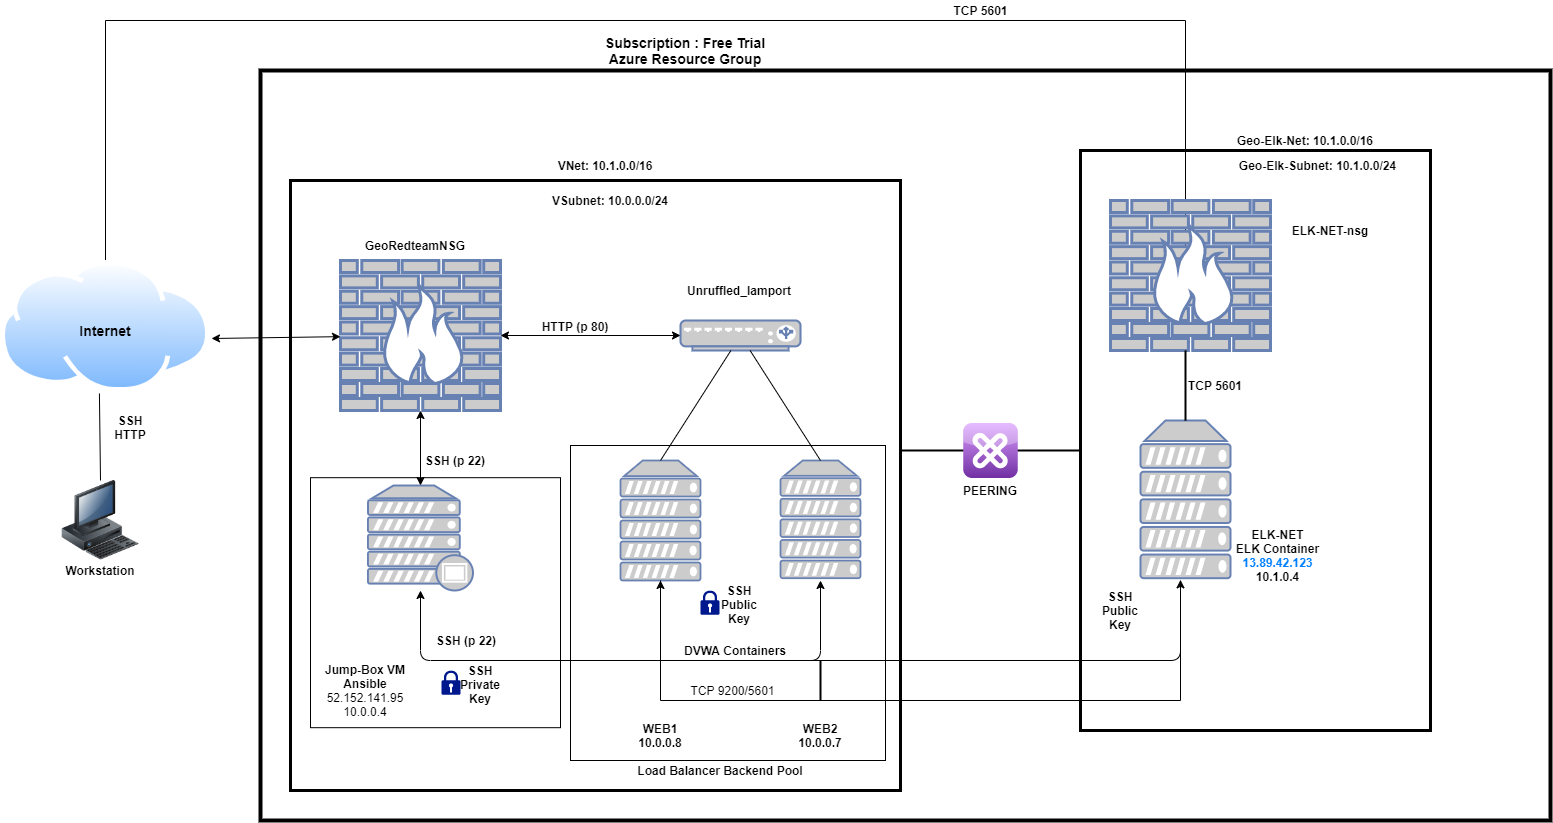 TCP 5601
Subscription : Free Trial
Azure Resource Group
Geo-Elk-Net: 10.1.0.0/16
VNet: 10.1.0.0/16
Geo-Elk-Subnet: 10.1.0.0/24
VSubnet: 10.0.0.0/24
ELK-NET-nsg
GeoRedteamNSG
Unruffled_lamport
Internet
HTTP (p 80)
TCP 5601
SSH
HTTP
SSH (p 22)
PEERING
Workstation
ELK-NET
ELK Container
13.89.42.123
10.1.0.4
SSH
Public
Key
SSH
Public
Key
SSH (p 22)
DVWA Containers
Jump-Box VM
Ansible
52.152.141.95
10.0.0.4
SSH
Private
Key
TCP 9200/5601
WEB1
10.0.0.8
WEB2
10.0.0.7
Load Balancer Backend Pool